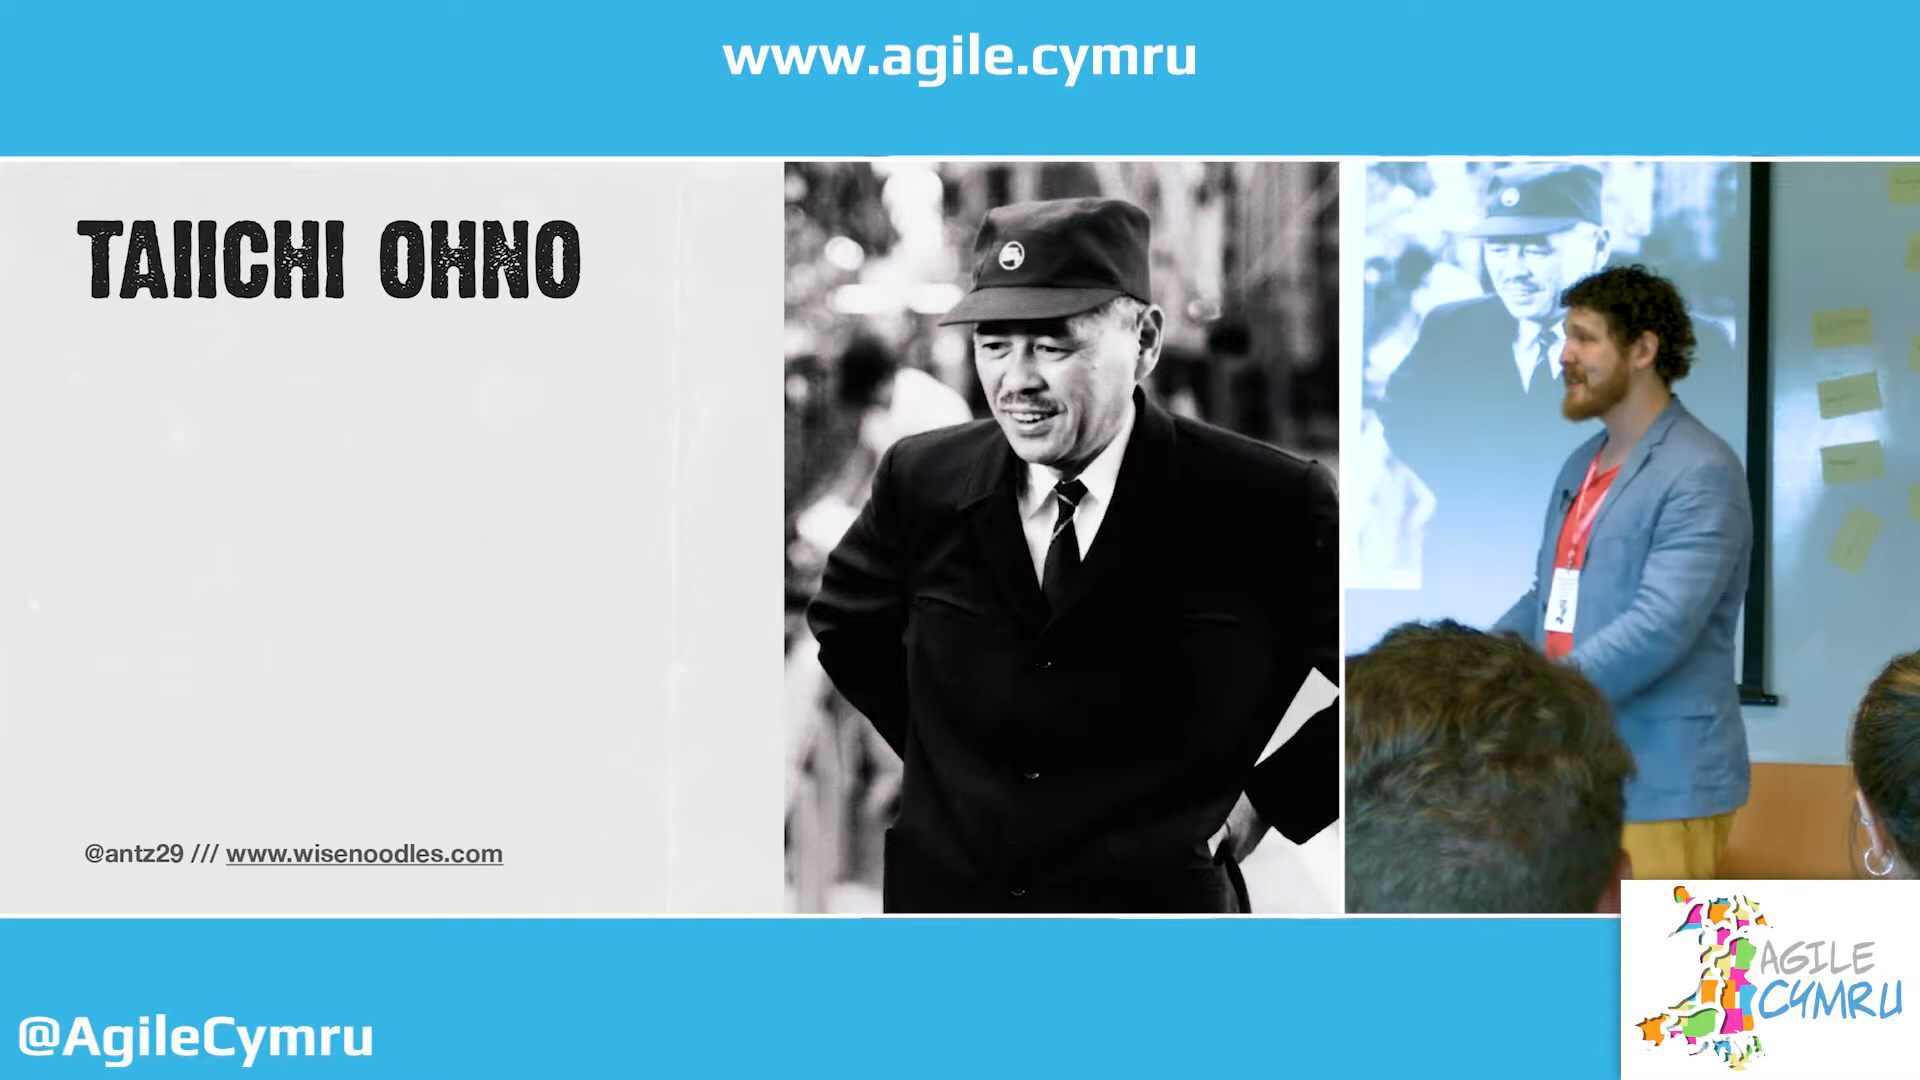 www.agile.cymru
TAIICHI OHNO
@antz29 /// www.wisenoodles.com
@AgileCymru
AGILE
CYMRU